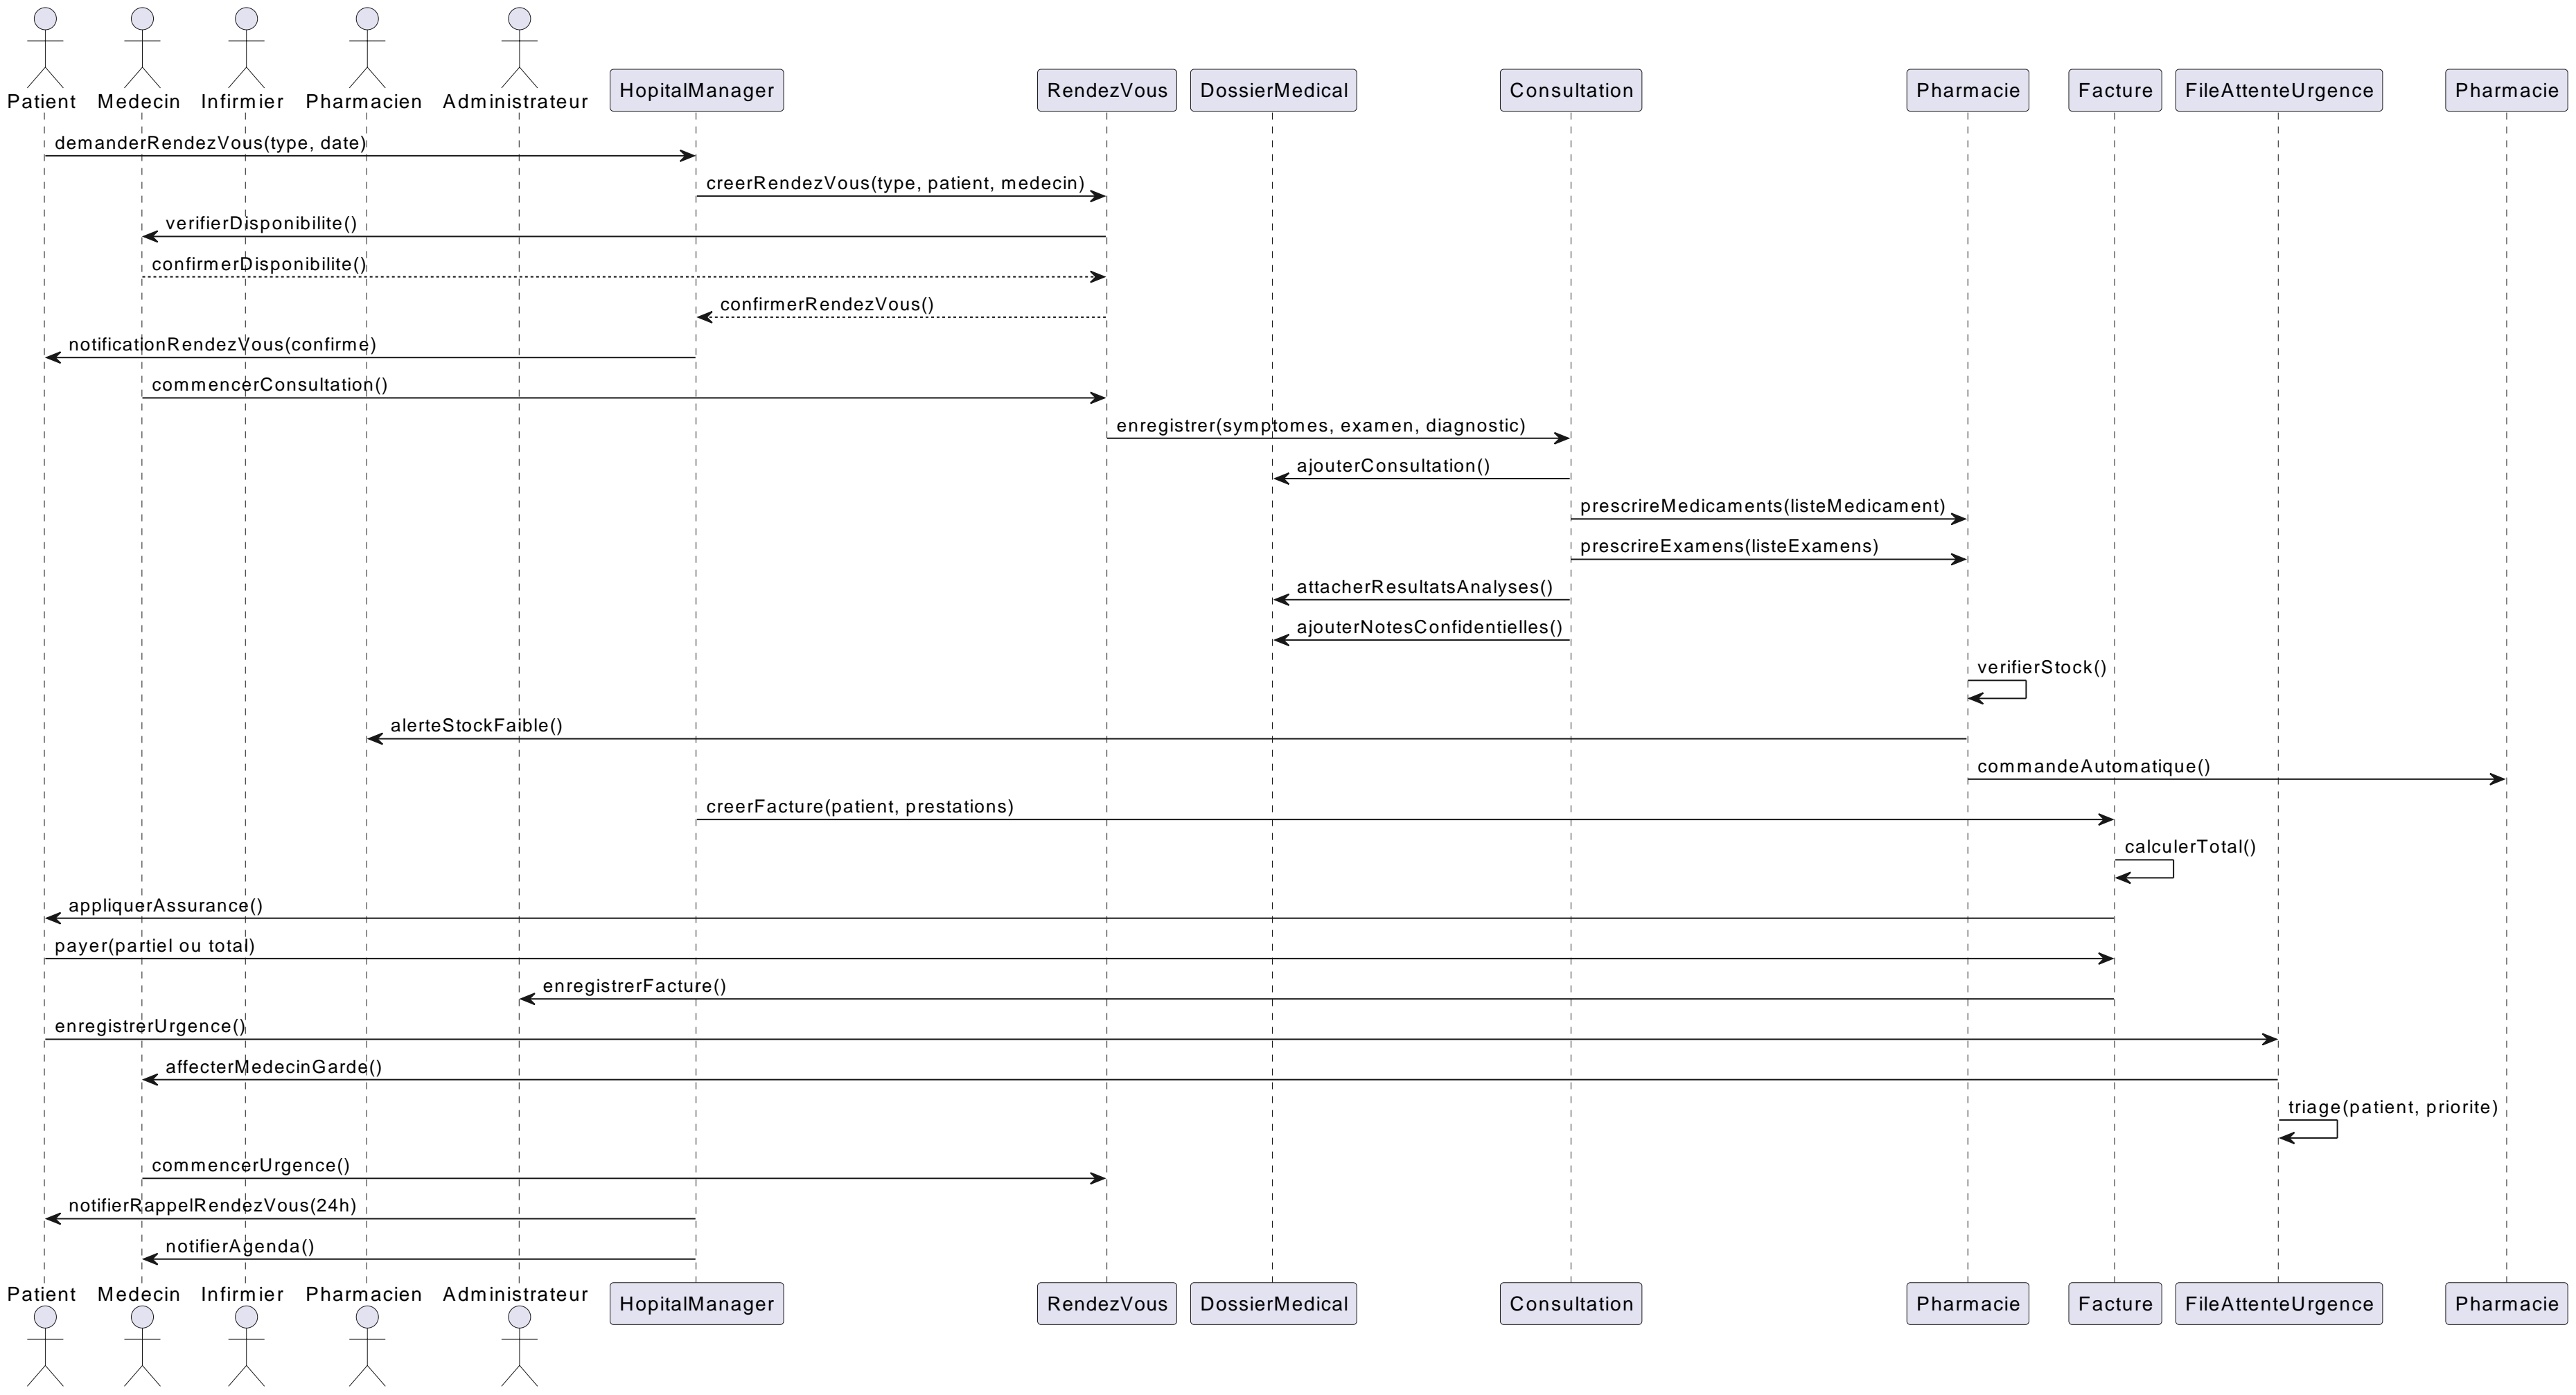 Patient Medecin Infirmier Pharmacien Administrateur HopitalManager RendezVous DossierMedical Consultation Pharmacie Facture FileAttenteUrgence Pharmacie
demanderRendezVous(type, date)
creerRendezVous(type, patient, medecin)
verifierDisponibilite()
confirmerDisponibilite()
confirmerRendezVous()
notificationRendezVous(confirme)
commencerConsultation()
enregistrer(symptomes, examen, diagnostic)
ajouterConsultation()
prescrireMedicaments(listeMedicament)
prescrireExamens(listeExamens)
attacherResultatsAnalyses()
ajouterNotesConfidentielles()
verifierStock()
alerteStockFaible()
commandeAutomatique()
creerFacture(patient, prestations)
calculerTotal()
appliquerAssurance()
payer(partiel ou total)
enregistrerFacture()
enregistrerUrgence()
affecterMedecinGarde()
triage(patient, priorite)
commencerUrgence()
notifierRappelRendezVous(24h)
notifierAgenda()
Patient Medecin Infirmier Pharmacien Administrateur HopitalManager RendezVous DossierMedical Consultation Pharmacie Facture FileAttenteUrgence Pharmacie